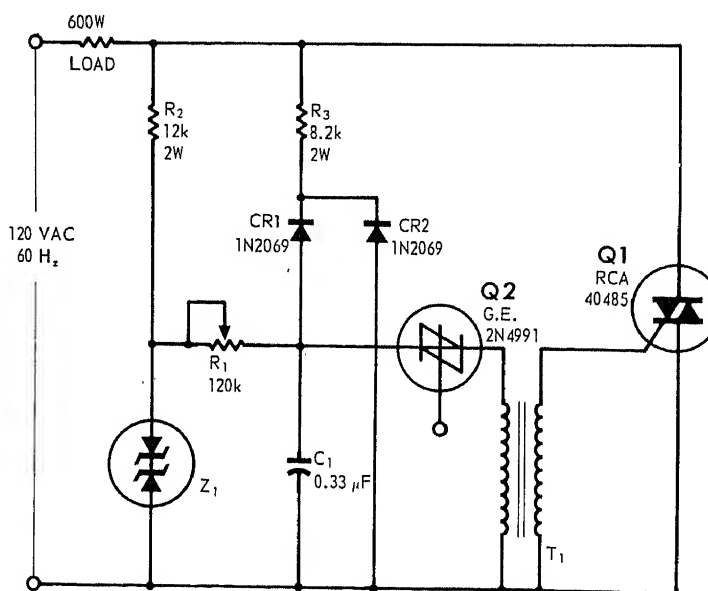 600W
LOAD
R2
12k
2W
R3
8.2k
2W
120 VAC
60 Hz
CR1
1N2069
CR2
1N2069
Q1
RCA
40485
Q2
G.E.
2N4991
R1
120k
Z1
C1
0.33 μF
T1